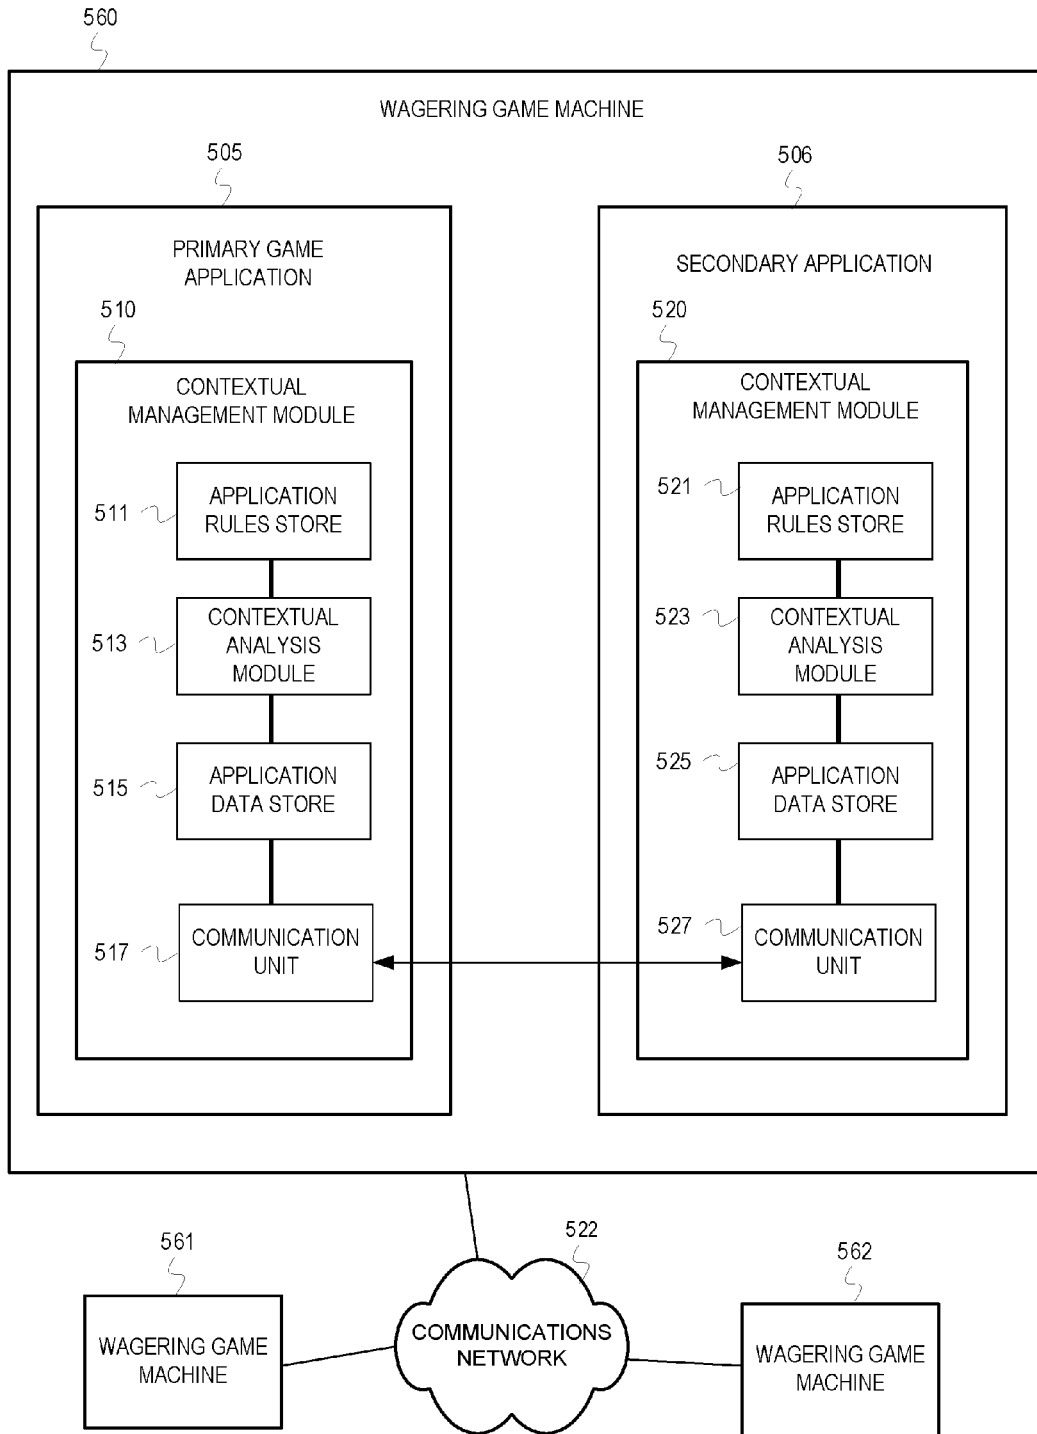 560
WAGERING GAME MACHINE
505
506
PRIMARY GAME
APPLICATION
SECONDARY APPLICATION
510
520
CONTEXTUAL
MANAGEMENT MODULE
CONTEXTUAL
MANAGEMENT MODULE
511
APPLICATION
RULES STORE
521
APPLICATION
RULES STORE
513
CONTEXTUAL
ANALYSIS
MODULE
523
CONTEXTUAL
ANALYSIS
MODULE
515
APPLICATION
DATA STORE
525
APPLICATION
DATA STORE
517
COMMUNICATION
UNIT
527
COMMUNICATION
UNIT
561
522
562
WAGERING GAME
MACHINE
COMMUNICATIONS
NETWORK
WAGERING GAME
MACHINE